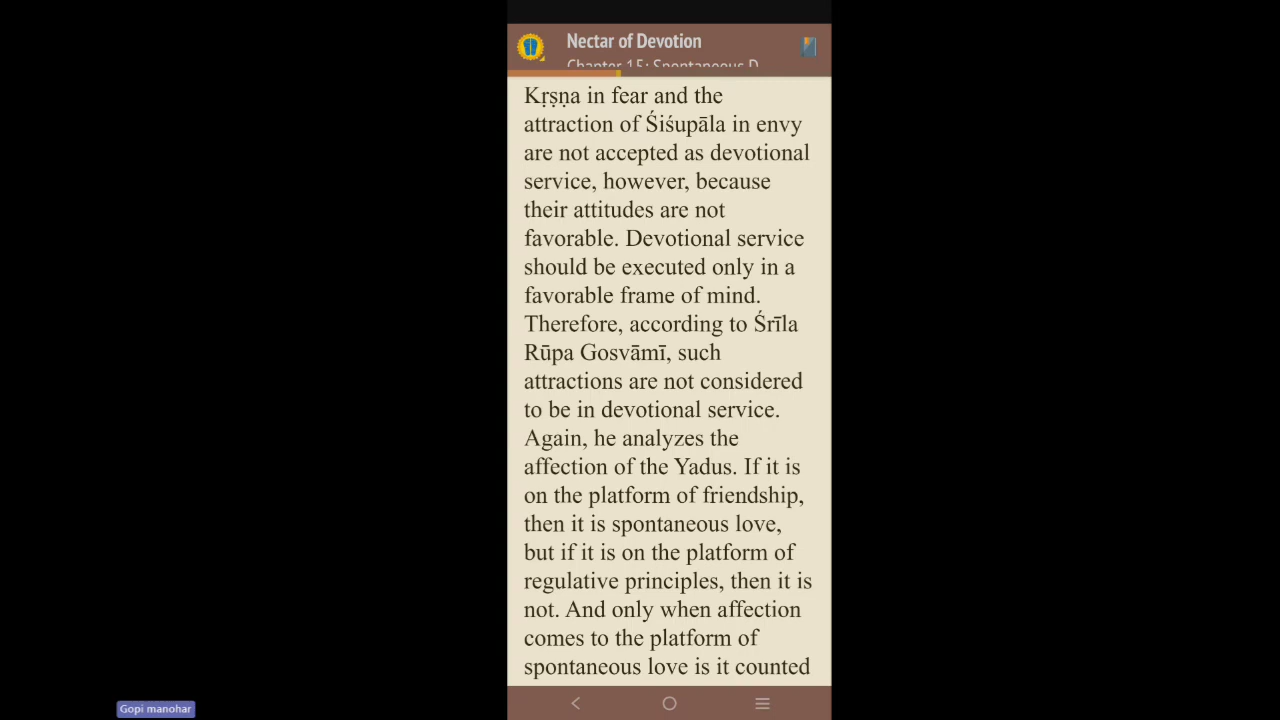 Nectar of Devotion
Chapter 15: Spontaneous D
Kṛṣṇa in fear and the
attraction of Śiśupāla in envy
are not accepted as devotional
service, however, because
their attitudes are not
favorable. Devotional service
should be executed only in a
favorable frame of mind.
Therefore, according to Śrīla
Rūpa Gosvāmī, such
attractions are not considered
to be in devotional service.
Again, he analyzes the
affection of the Yadus. If it is
on the platform of friendship,
then it is spontaneous love,
but if it is on the platform of
regulative principles, then it is
not. And only when affection
comes to the platform of
spontaneous love is it counted
Gopi manohar